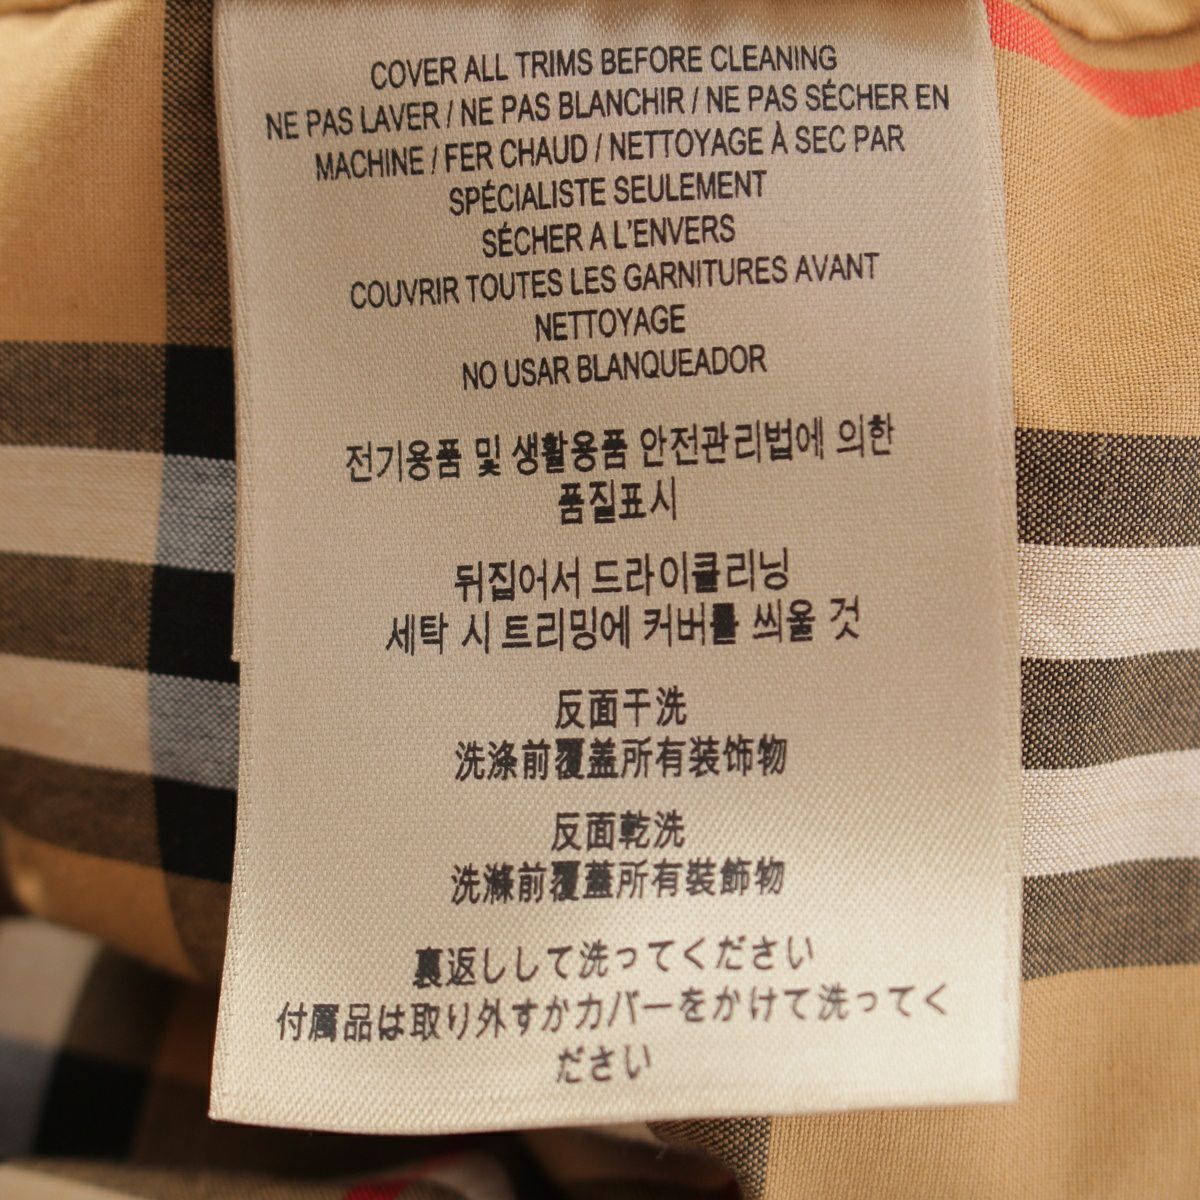 COVER ALL TRIMS BEFORE CLEANING
NE PAS LAVER / NE PAS BLANCHIR / NE PAS SÉCHER EN
MACHINE / FER CHAUD / NETTOYAGE À SEC PAR
SPÉCIALISTE SEULEMENT
SÉCHER A L'ENVERS
COUVRIR TOUTES LES GARNITURES AVANT
NETTOYAGE
NO USAR BLANQUEADOR
전기용품 및 생활용품 안전관리법에 의한
품질표시
뒤집어서 드라이클리닝
세탁 시 트리밍에 커버를 씌울 것
反面干洗
洗涤前覆盖所有装饰物
反面乾洗
洗滌前覆蓋所有裝飾物
裏返しして洗ってください
付属品は取り外すかカバーをかけて洗ってく
ださい